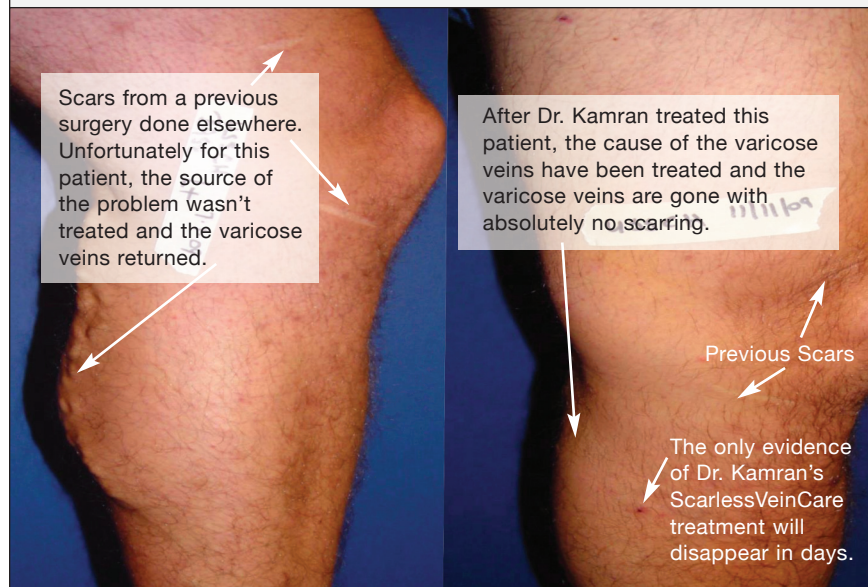 Scars from a previous
surgery done elsewhere.
Unfortunately for this
patient, the source of
the problem wasn't
treated and the varicose
veins returned.
After Dr. Kamran treated this
patient, the cause of the varicose
veins have been treated and the
varicose veins are gone with
absolutely no scarring.
Previous Scars
The only evidence
of Dr. Kamran's
ScarlessVeinCare
treatment will
disappear in days.